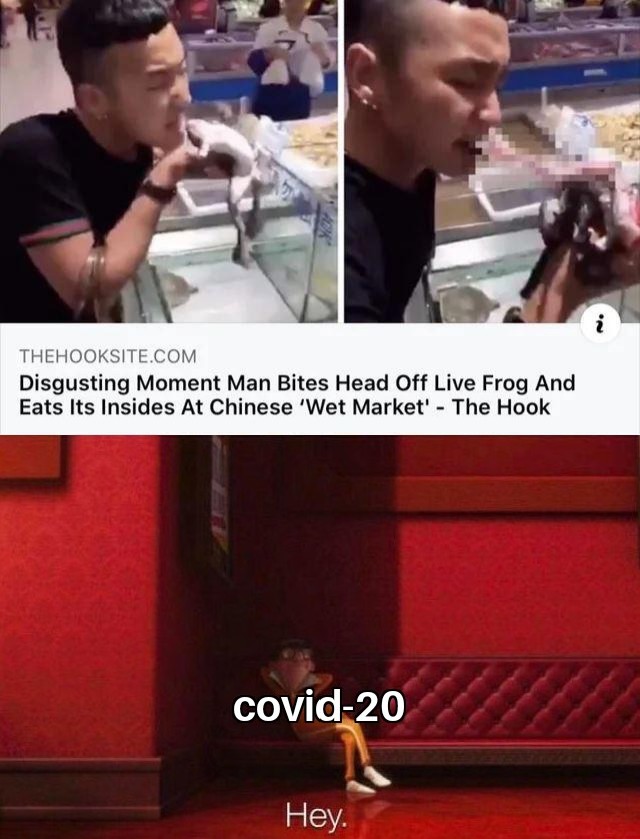 i
THEHOOKSITE.COM
Disgusting Moment Man Bites Head Off Live Frog And
Eats Its Insides At Chinese ‘Wet Market' - The Hook
covid-20
Hey.